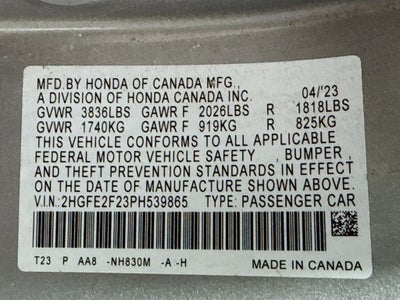 MFD.BY HONDA OF CANADA MFG.,
A DIVISION OF HONDA CANADA INC. 04/'23
GVWR 3836LBS GAWR F 2026LBS R 1818LBS
GVWR 1740KG GAWR F 919KG R 825KG
THIS VEHICLE CONFORMS TO ALL APPLICABLE
FEDERAL MOTOR VEHICLE SAFETY , BUMPER,
AND THEFT PREVENTION STANDARDS IN EFFECT
ON THE DATE OF MANUFACTURE SHOWN ABOVE.
V.I.N.: 2HGFE2F23PH539865 TYPE: PASSENGER CAR
T23 P AA8 -NH830M -A -H MADE IN CANADA